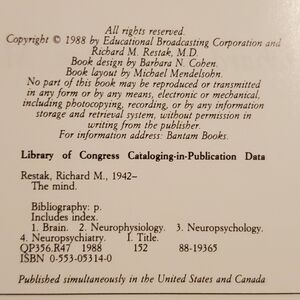 All rights reserved.
Copyright © 1988 by Educational Broadcasting Corporation and
Richard M. Restak, M.D.
Book design by Barbara N. Cohen.
Book layout by Michael Mendelsohn.
No part of this book may be reproduced or transmitted
in any form or by any means, electronic or mechanical,
including photocopying, recording, or by any information
storage and retrieval system, without permission in
writing from the publisher.
For information address: Bantam Books.
Library of Congress Cataloging-in-Publication Data
Restak, Richard M., 1942–
The mind.
Bibliography: p.
Includes index.
1. Brain. 2. Neurophysiology. 3. Neuropsychology.
4. Neuropsychiatry. I. Title.
QP356.R47 1988 152 88-19365
ISBN 0-553-05314-0
Published simultaneously in the United States and Canada